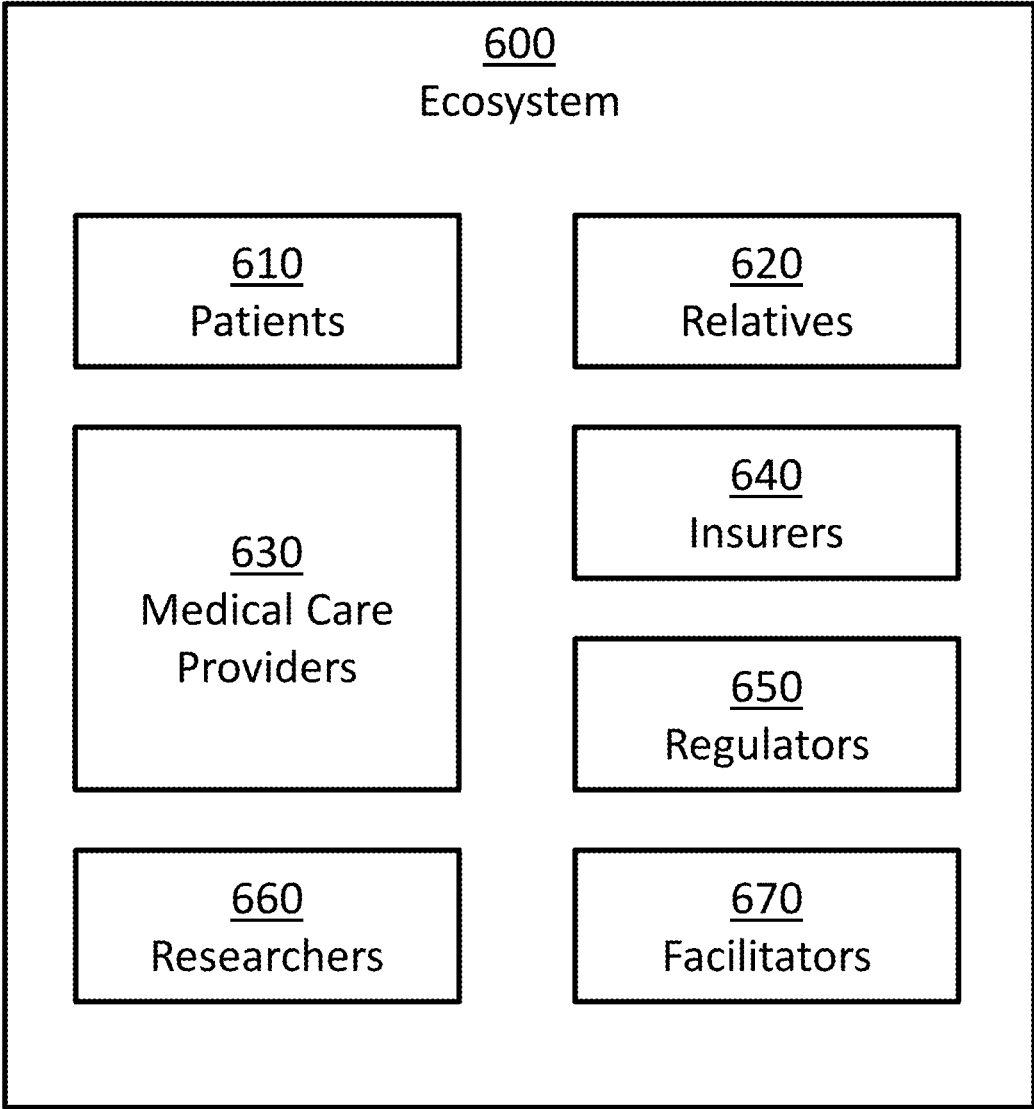 600
Ecosystem
610
Patients
620
Relatives
630
Medical Care
Providers
640
Insurers
650
Regulators
660
Researchers
670
Facilitators